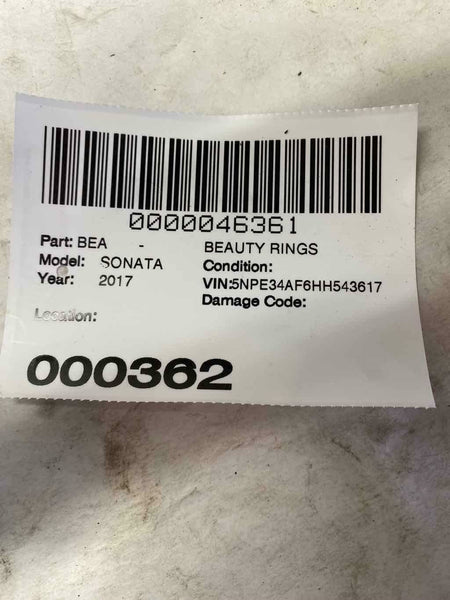 0000046361
Part: BEA - BEAUTY RINGS
Model: SONATA Condition:
Year: 2017 VIN:5NPE34AF6HH543617
Damage Code:
Location:
000362